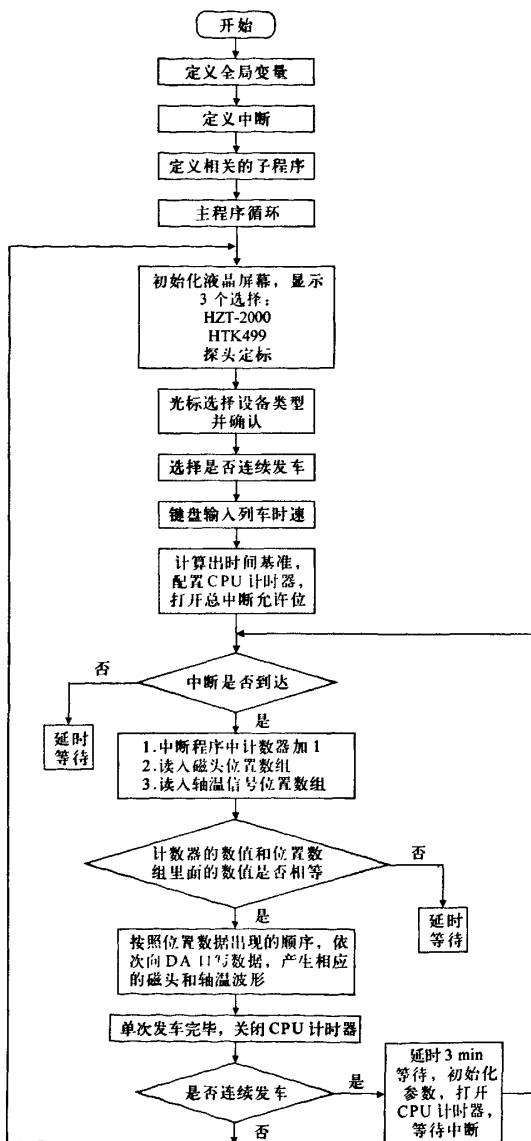 开始
定义全局变量
定义中断
定义相关的子程序
主程序循环
初始化液晶屏幕，显示
3个选择：
HZT-2000
HTK499
探头定标
光标选择设备类型
并确认
选择是否连续发车
键盘输入列车时速
计算出时间基准，
配置CPU计时器，
打开总中断允许位
中断是否到达
否
延时
等待
是
1.中断程序中计数器加1
2.读入磁头位置数组
3.读入轴温信号位置数组
计数器的数值和位置数
组里面的数值是否相等
否
延时
等待
是
按照位置数据出现的顺序，依
次向DA口写数据，产生相应
的磁头和轴温波形
单次发车完毕，关闭CPU计时器
是否连续发车
是
延时3 min
等待，初始化
参数，打开
CPU计时器，
等待中断
否